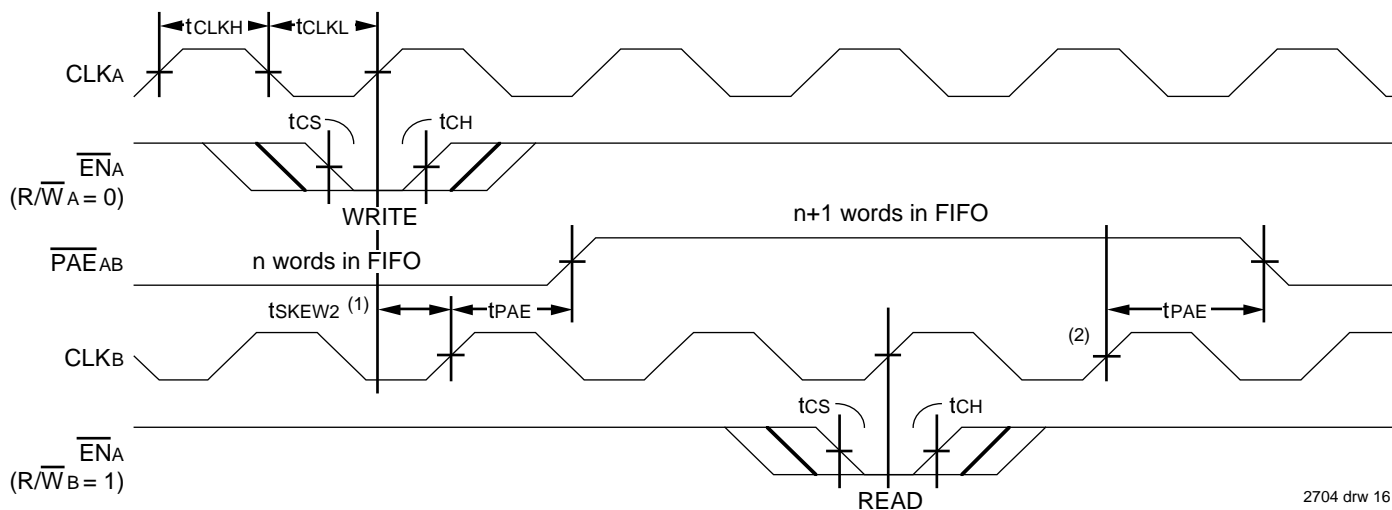 tCLKH tCLKL
CLKA
tCS tCH
ENA
(R/WA = 0)
WRITE
n+1 words in FIFO
PAEAB
n words in FIFO
tSKEW2 (1)
tPAE
tPAE
CLKB
(2)
tCS tCH
ENA
(R/WB = 1)
READ
2704 drw 16